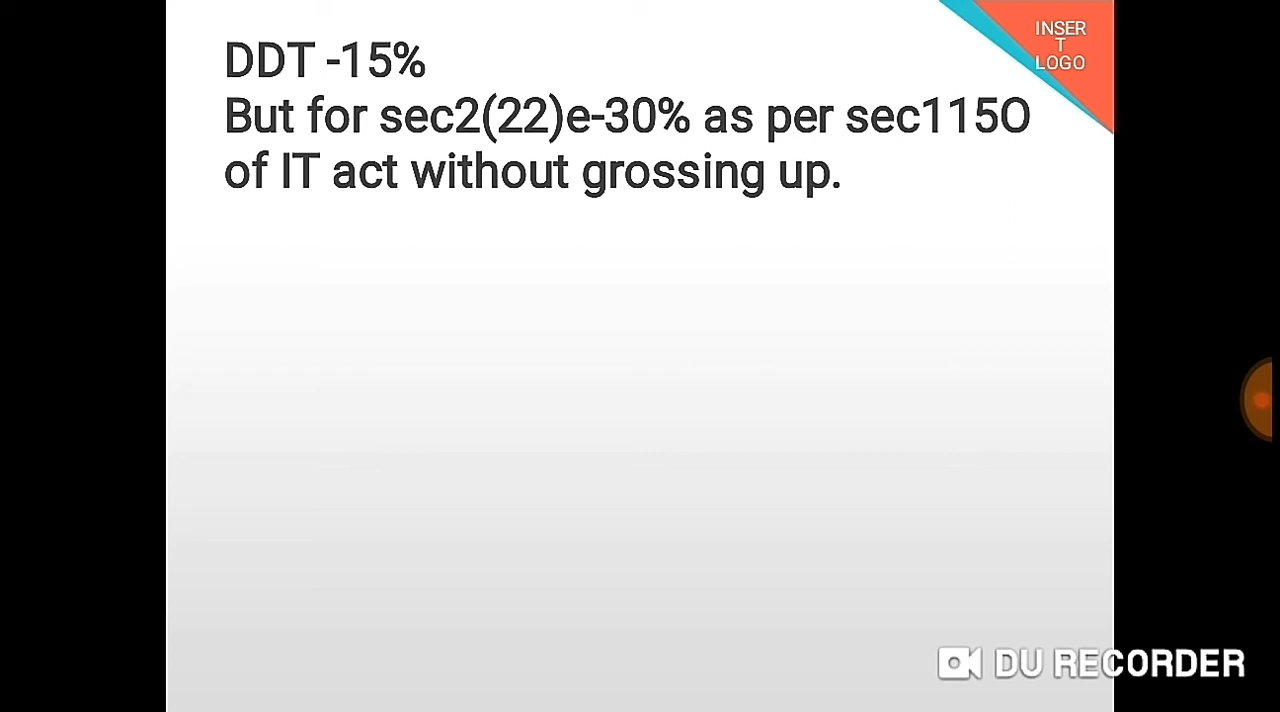 DDT -15%
But for sec2(22)e-30% as per sec115O
of IT act without grossing up.
INSER
T
LOGO
DU RECORDER